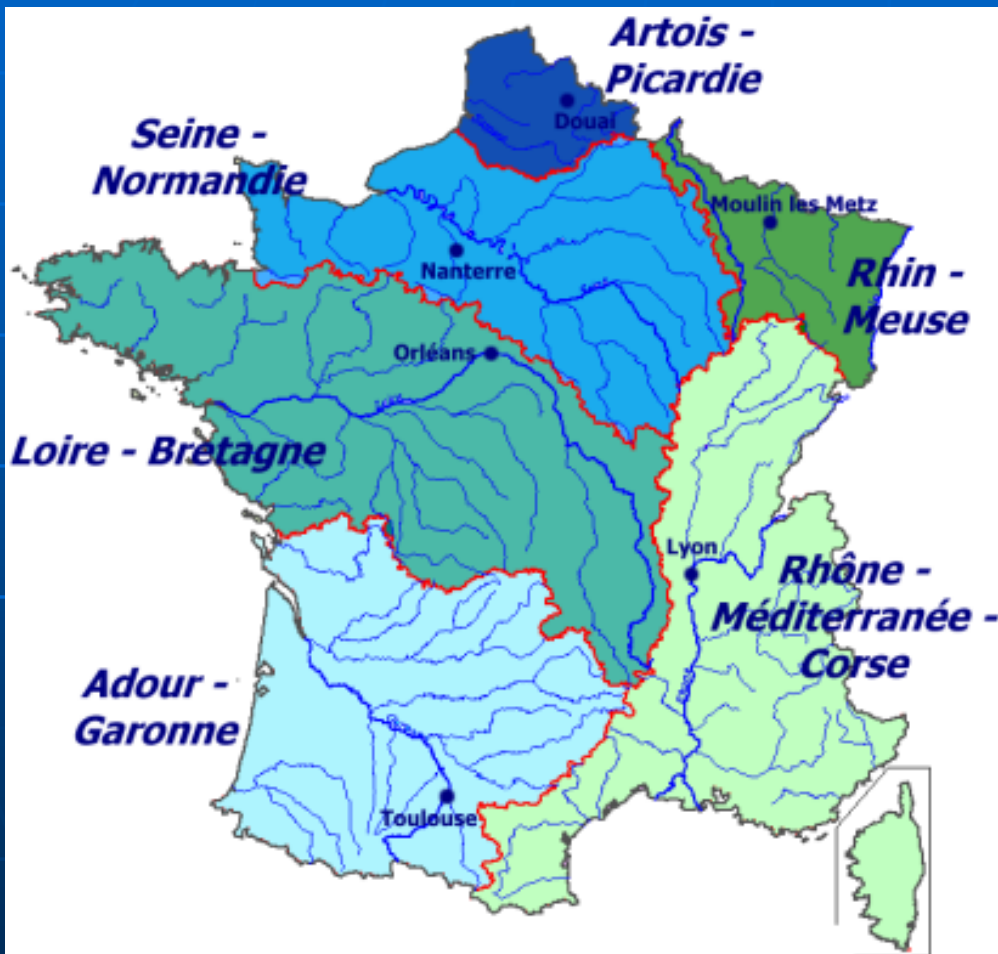 Artois -
Picardie
Douai
Seine -
Normandie
Moulin les Metz
Nanterre
Rhin -
Meuse
Orléans
Loire
Loire - Bretagne
Lyon
Rhône -
Méditerranée -
Corse
Adour -
Garonne
Toulouse